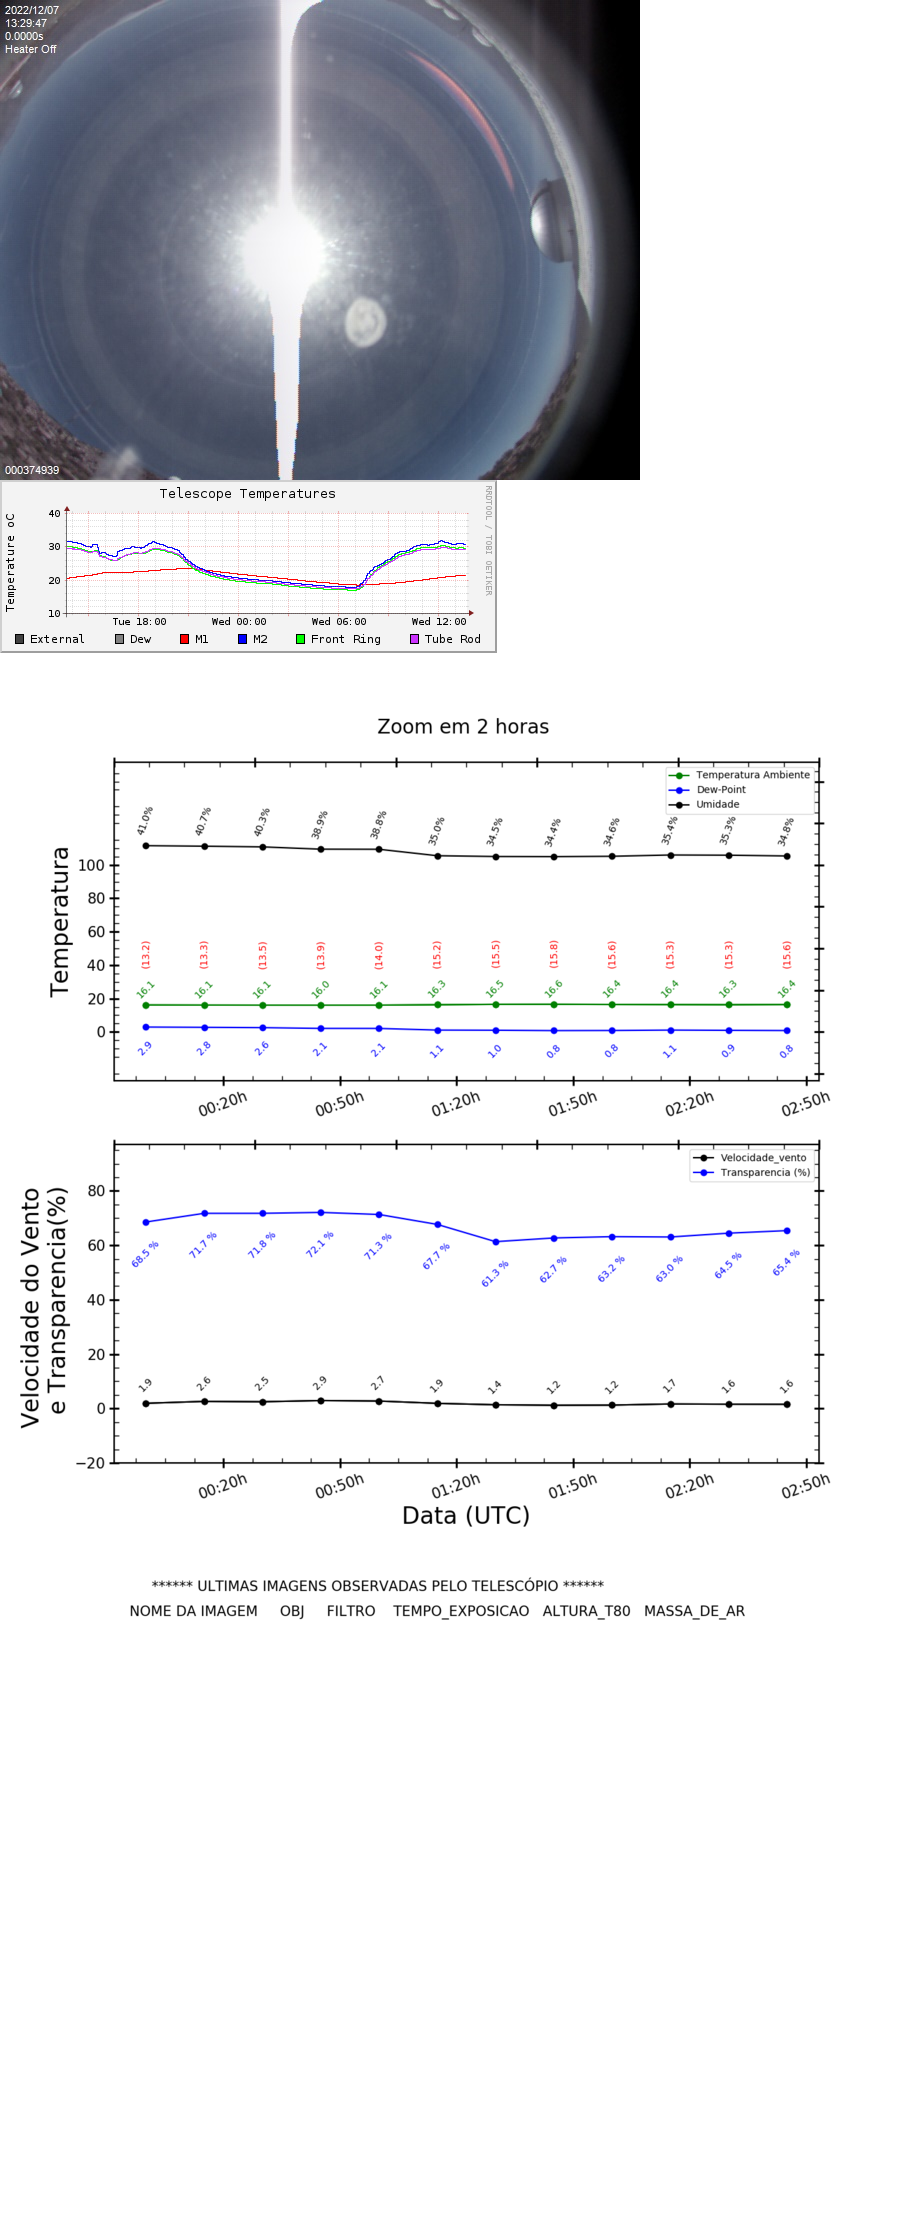 2022/12/07
13:29:47
0.0000s
Heater Off
000374939
Telescope Temperatures
RRDTOOL / TOBI OETIKER
Temperature oC
40
30
20
10
Tue 18:00 Wed 00:00 Wed 06:00 Wed 12:00
External Dew M1 M2 Front Ring Tube Rod
Zoom em 2 horas
Temperatura Ambiente
Dew-Point
Umidade
Temperatura
100
80
60
40
20
0
41.0% 40.7% 40.3% 38.9% 38.8% 35.0% 34.5% 34.4% 34.6% 35.4% 35.3% 34.8%
(13.2) (13.3) (13.5) (13.9) (14.0) (15.2) (15.5) (15.8) (15.6) (15.3) (15.3) (15.6)
16.1 16.1 16.1 16.0 16.1 16.3 16.5 16.6 16.4 16.4 16.3 16.4
2.9 2.8 2.6 2.1 2.1 1.1 1.0 0.8 0.8 1.1 0.9 0.8
00:20h 00:50h 01:20h 01:50h 02:20h 02:50h
Velocidade_vento
Transparencia (%)
Velocidade do Vento
e Transparencia(%)
80
60
40
20
0
−20
68.5 % 71.7 % 71.8 % 72.1 % 71.3 % 67.7 % 61.3 % 62.7 % 63.2 % 63.0 % 64.5 % 65.4 %
1.9 2.6 2.5 2.9 2.7 1.9 1.4 1.2 1.2 1.7 1.6 1.6
00:20h 00:50h 01:20h 01:50h 02:20h 02:50h
Data (UTC)
****** ULTIMAS IMAGENS OBSERVADAS PELO TELESCÓPIO ******
NOME DA IMAGEM OBJ FILTRO TEMPO_EXPOSICAO ALTURA_T80 MASSA_DE_AR